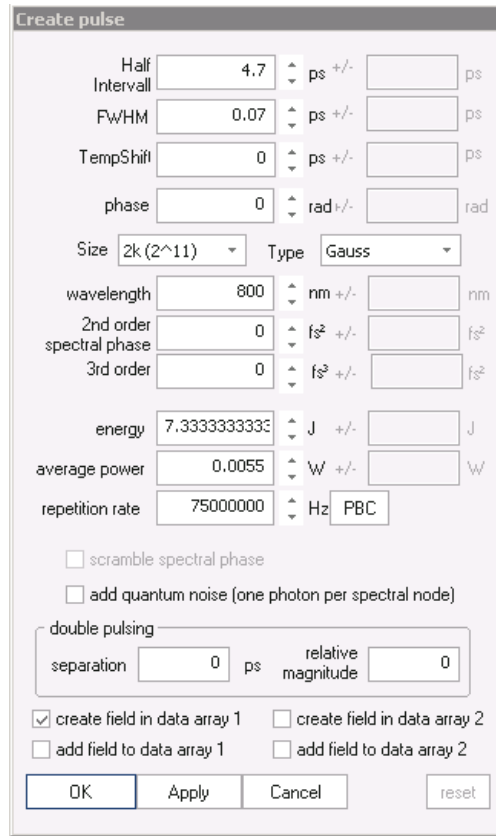 Create pulse
Half Intervall 4.7 ps +/- ps
FWHM 0.07 ps +/- ps
TempShift 0 ps +/- ps
phase 0 rad +/- rad
Size 2k (2^11) Type Gauss
wavelength 800 nm +/- nm
2nd order spectral phase 0 fs² +/- fs²
3rd order 0 fs³ +/- fs²
energy 7.3333333333 J +/- J
average power 0.0055 W +/- W
repetition rate 75000000 Hz PBC
scramble spectral phase
add quantum noise (one photon per spectral node)
double pulsing
separation 0 ps relative magnitude 0
create field in data array 1 create field in data array 2
add field to data array 1 add field to data array 2
OK Apply Cancel reset